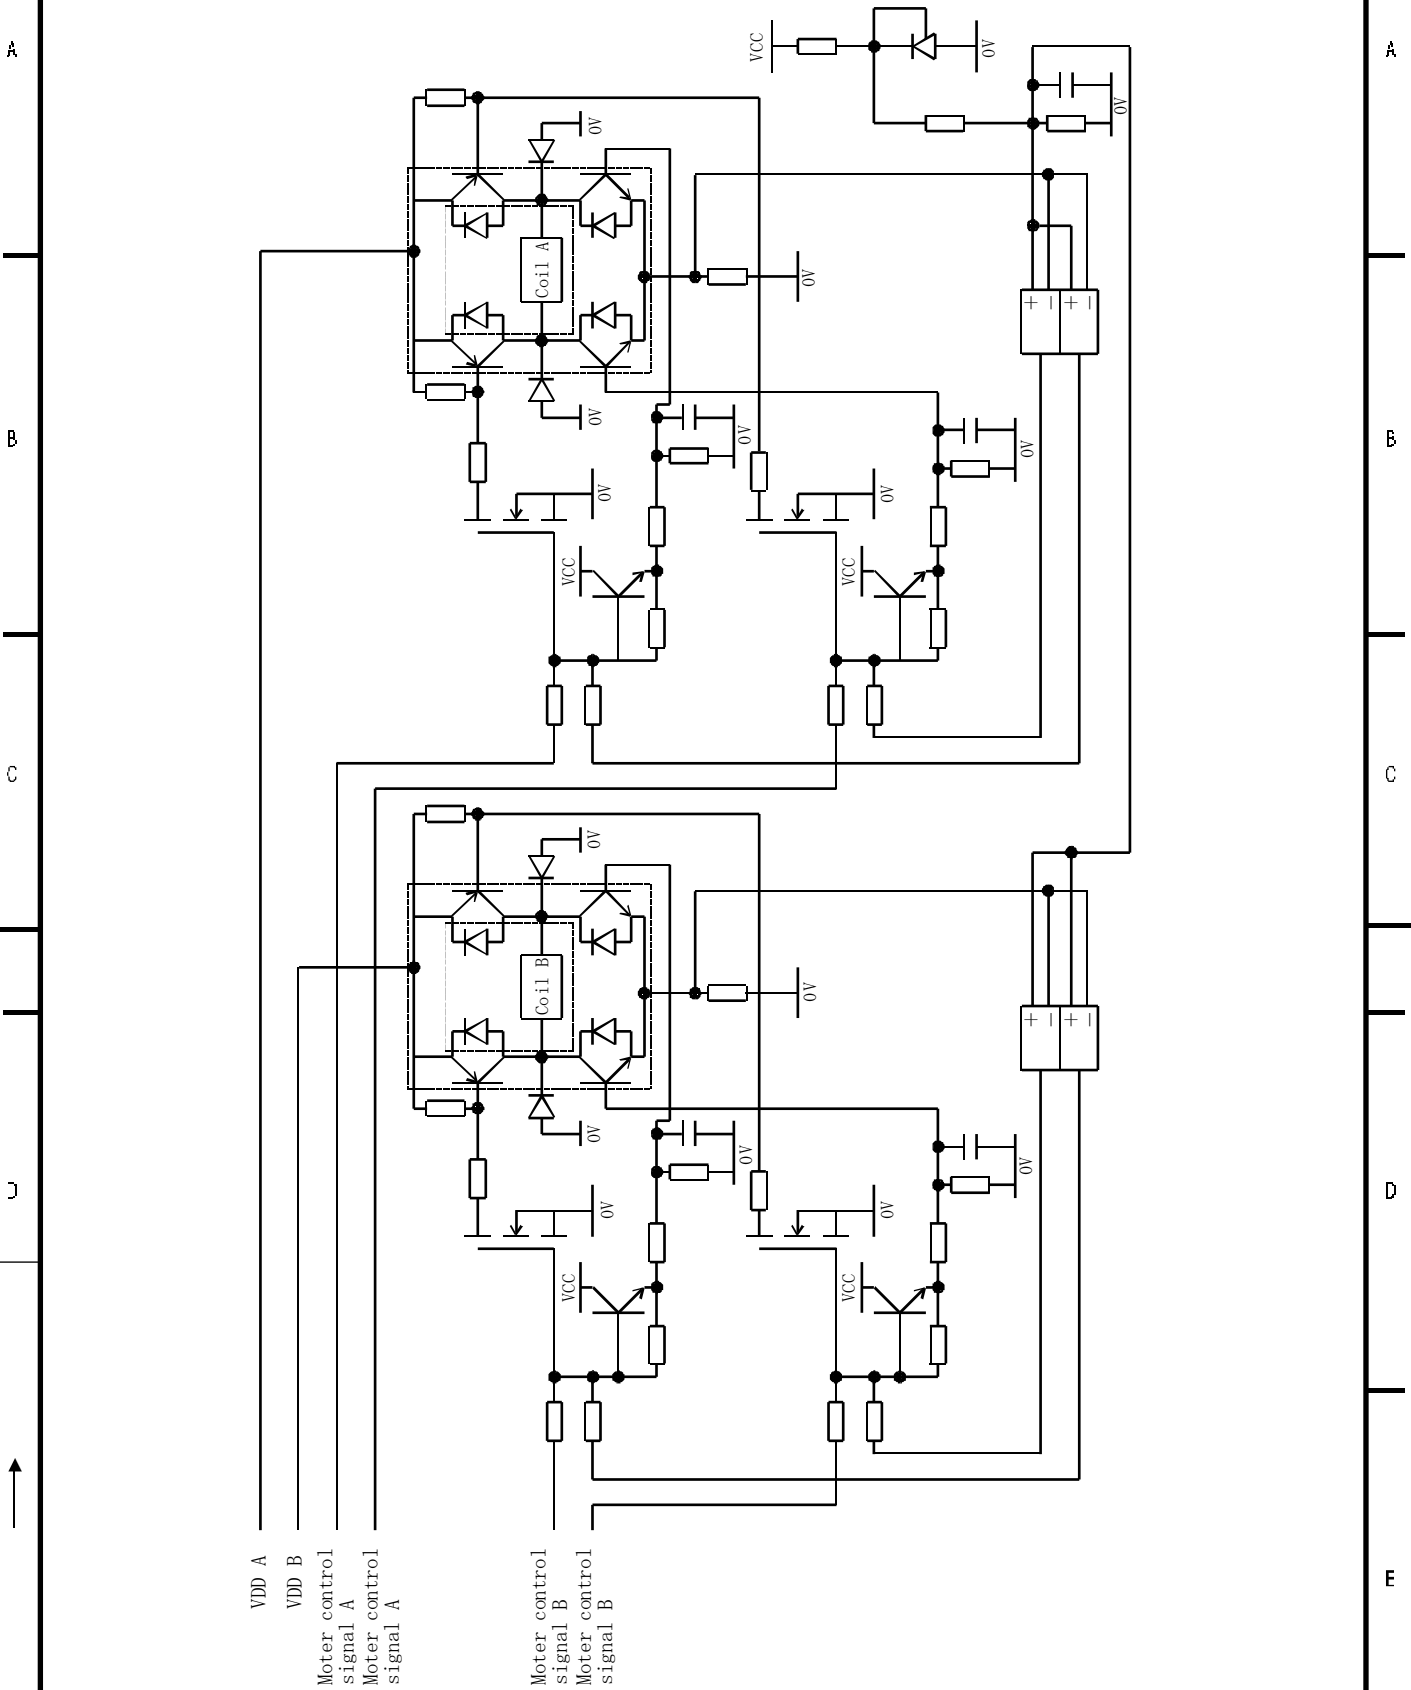 A
A
VCC
0V
0V
0V
Coil A
0V
+ − + −
0V
B
B
0V
0V
0V
0V
VCC
VCC
C
C
0V
Coil B
0V
+ − + −
0V
0V
0V
D
D
0V
0V
VCC
VCC
E
VDD A
VDD B
Moter control
signal A
Moter control
signal A
Moter control
signal B
Moter control
signal B